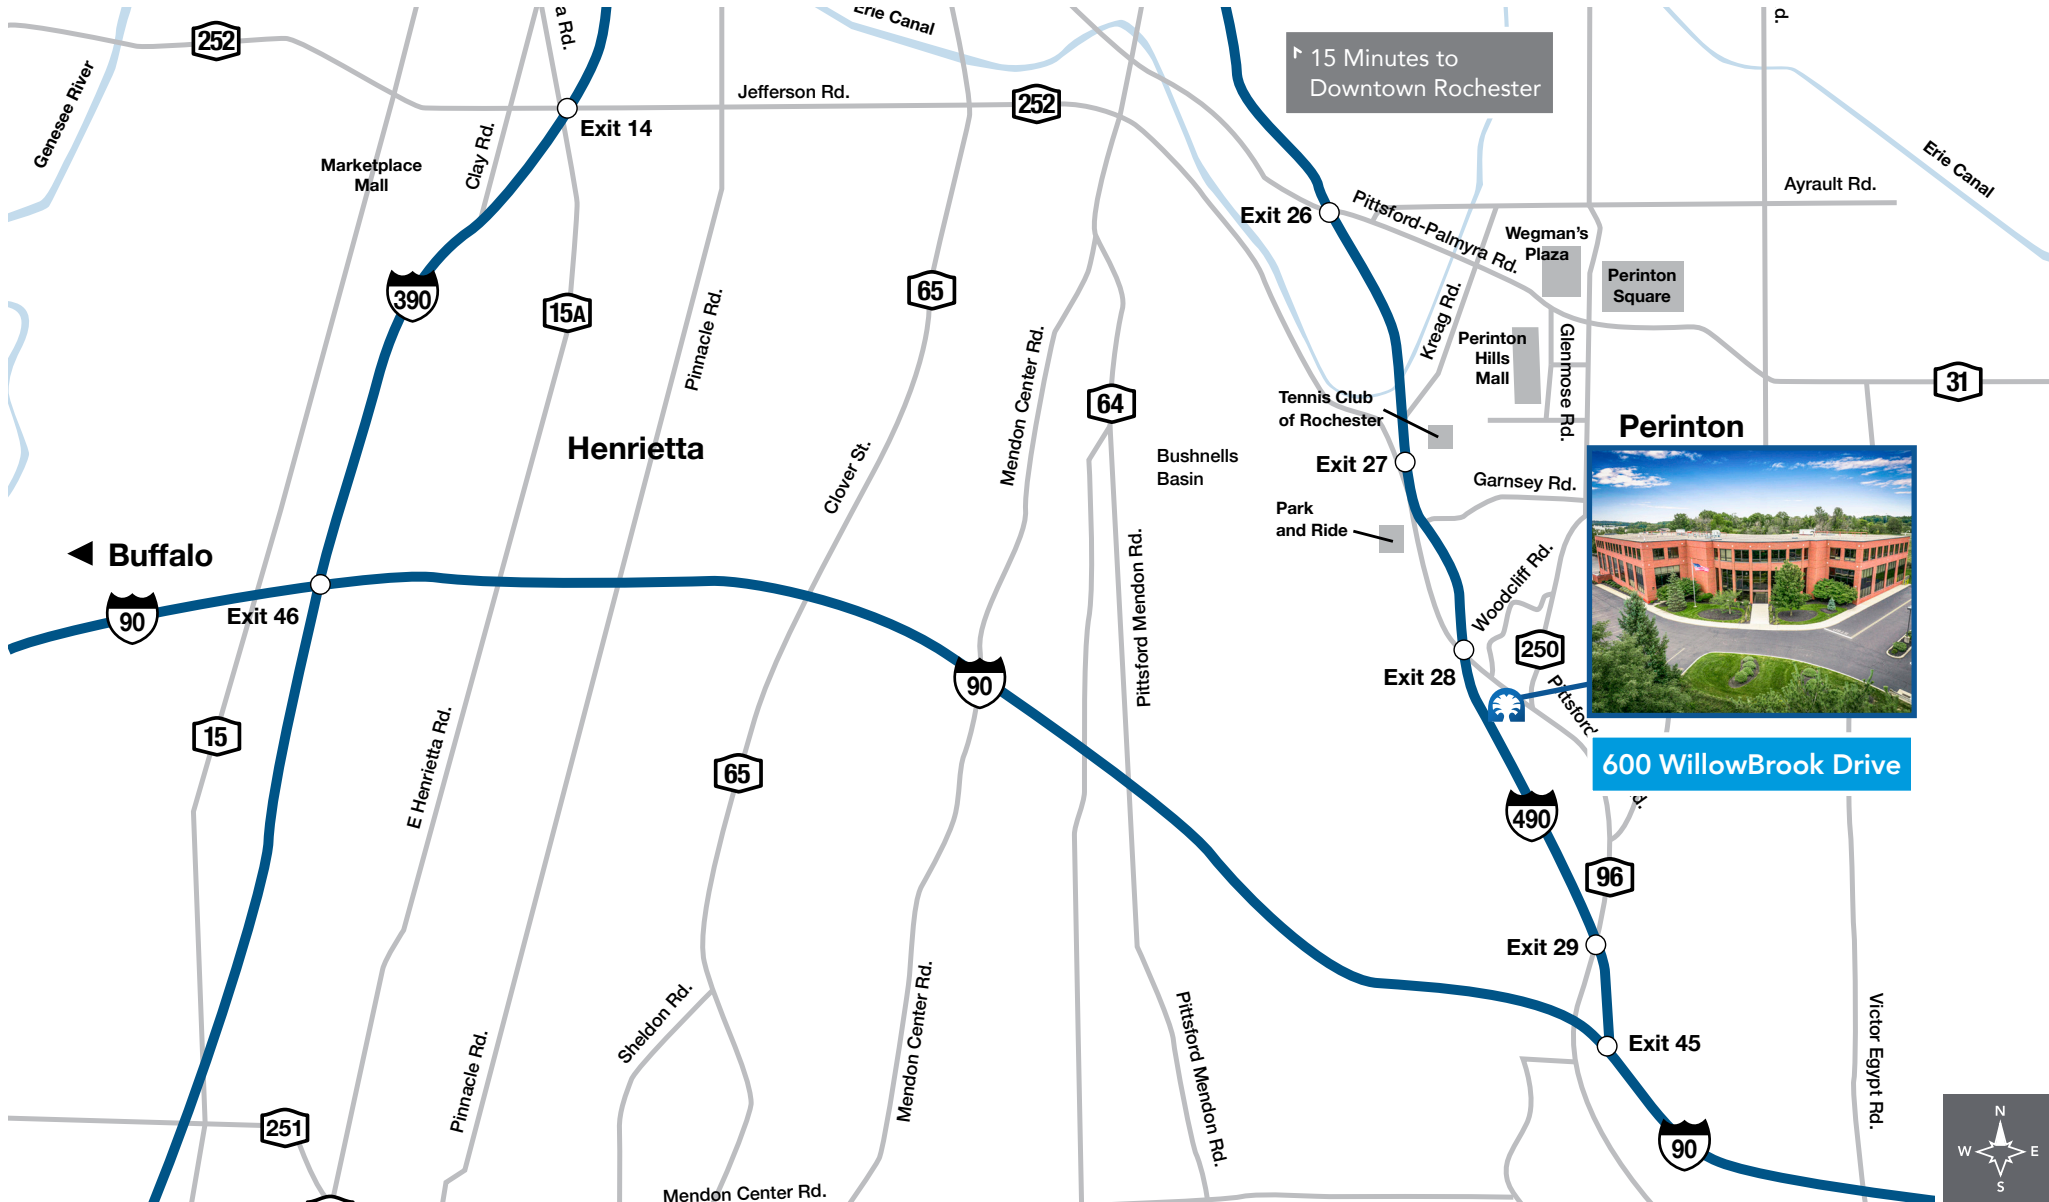 252
a Rd.
Erie Canal
d.
15 Minutes to
Downtown Rochester
Genesee River
Jefferson Rd.
252
Exit 14
Clay Rd.
Marketplace
Mall
Erie Canal
Ayrault Rd.
Exit 26
Pittsford-Palmyra Rd.
Wegman's
Plaza
Perinton
Square
390
15A
65
Pinnacle Rd.
Mendon Center Rd.
Kreag Rd.
Perinton
Hills
Mall
Glenmose Rd.
31
64
Tennis Club
of Rochester
Perinton
Henrietta
Clover St.
Bushnells
Basin
Exit 27
Garnsey Rd.
Park
and Ride
Buffalo
90
Exit 46
Pittsford Mendon Rd.
Woodcliff Rd.
250
Exit 28
90
Pittsford
15
E Henrietta Rd.
65
600 WillowBrook Drive
d.
490
96
Exit 29
Sheldon Rd.
Mendon Center Rd.
Pittsford Mendon Rd.
Exit 45
Victor Egypt Rd.
Pinnacle Rd.
251
90
Mendon Center Rd.
N
W
E
S